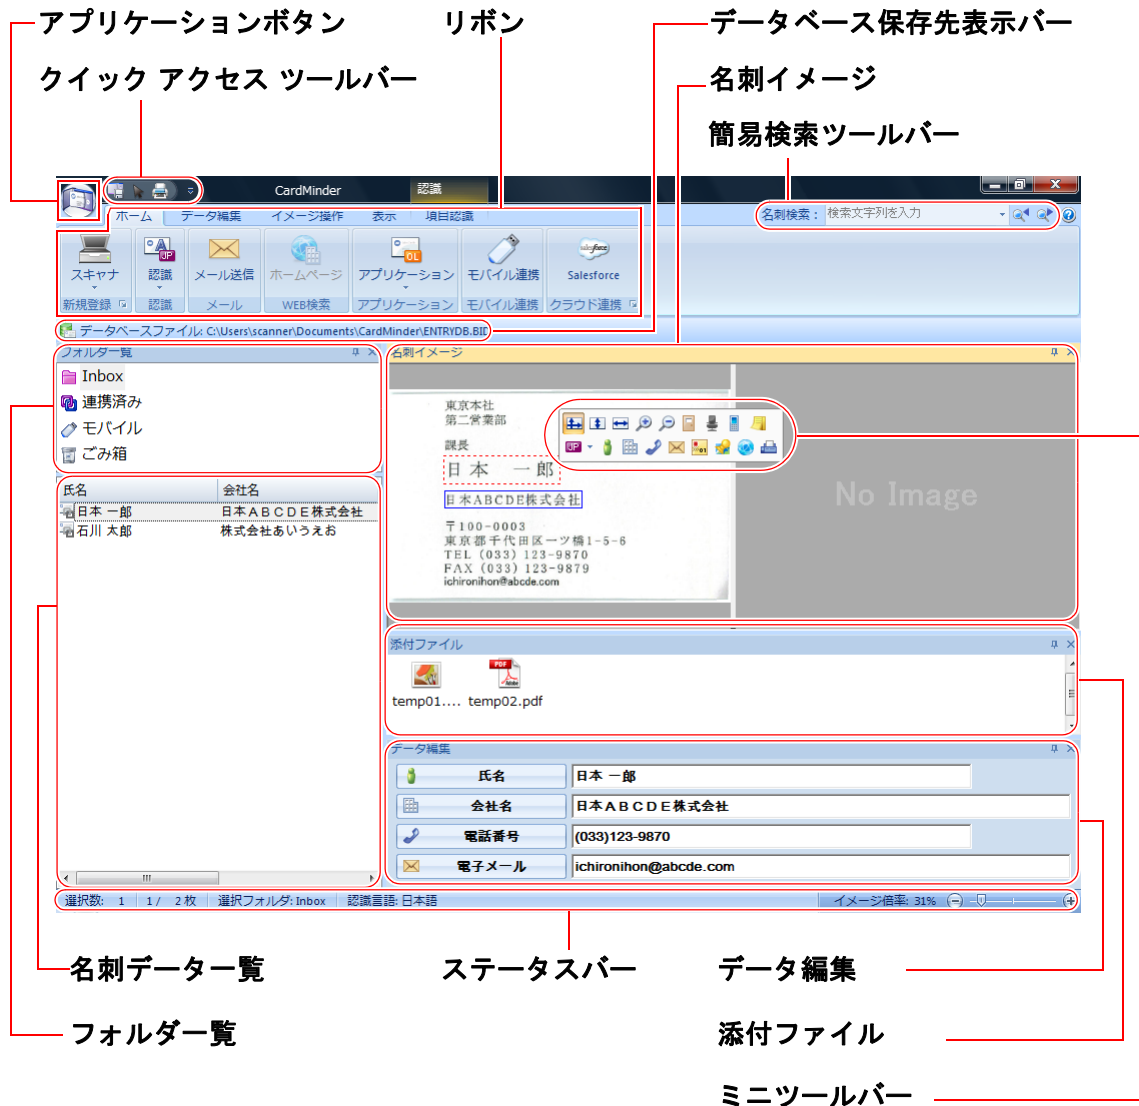 アプリケーションボタン
リボン
データベース保存先表示バー
クイック アクセス ツールバー
名刺イメージ
簡易検索ツールバー
CardMinder
認識
ホーム
データ編集
イメージ操作
表示
項目認識
名刺検索：
検索文字列を入力
JP
OL
salesforce
スキャナ
認識
メール送信
ホームページ
アプリケーション
モバイル連携
Salesforce
新規登録
認識
メール
WEB検索
アプリケーション
モバイル連携
クラウド連携
データベースファイル: C:\Users\scanner\Documents\CardMinder\ENTRYDB.BID
フォルダ一覧
名刺イメージ
Inbox
連携済み
モバイル
ごみ箱
東京本社
第二営業部
課長
日本 一郎
日本ABCDE株式会社
〒100-0003
東京都千代田区一ツ橋1-5-6
TEL (033) 123-9870
FAX (033) 123-9879
ichironihon@abcde.com
JP
No Image
氏名
会社名
日本 一郎
日本ＡＢＣＤＥ株式会社
石川 太郎
株式会社あいうえお
添付ファイル
PDF
Adobe
temp01....
temp02.pdf
データ編集
氏名
日本 一郎
会社名
日本ＡＢＣＤＥ株式会社
電話番号
(033)123-9870
電子メール
ichironihon@abcde.com
選択数: 1
1 / 2 枚
選択フォルダ: Inbox
認識言語: 日本語
イメージ倍率: 31%
名刺データ一覧
ステータスバー
データ編集
フォルダ一覧
添付ファイル
ミニツールバー